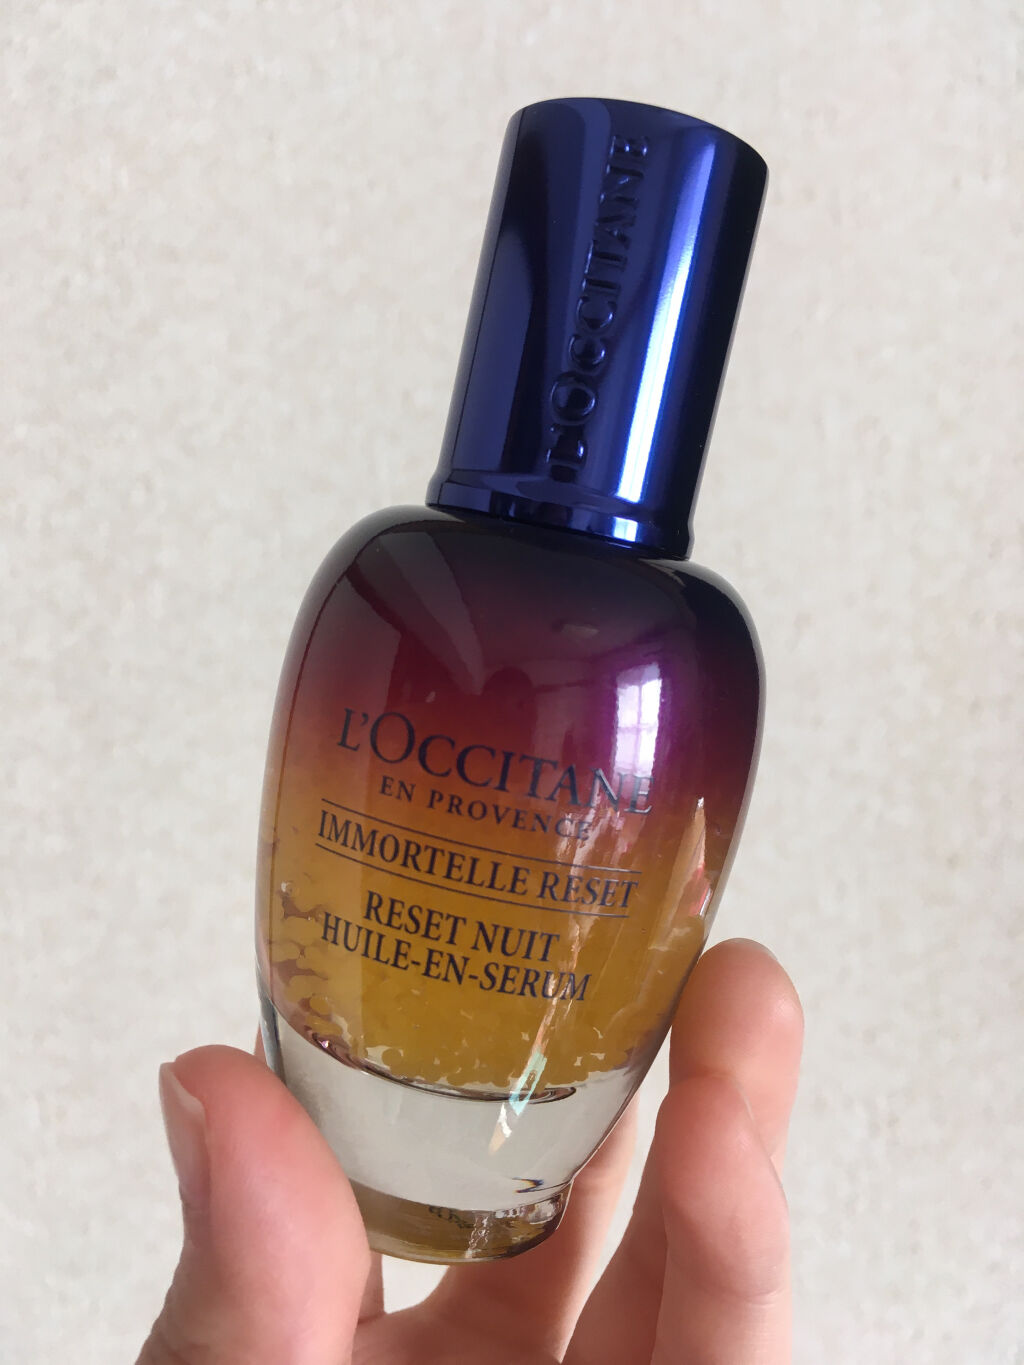 L'OCCITANE
L'OCCITANE
EN PROVENCE
IMMORTELLE RESET
RESET NUIT
HUILE-EN-SERUM